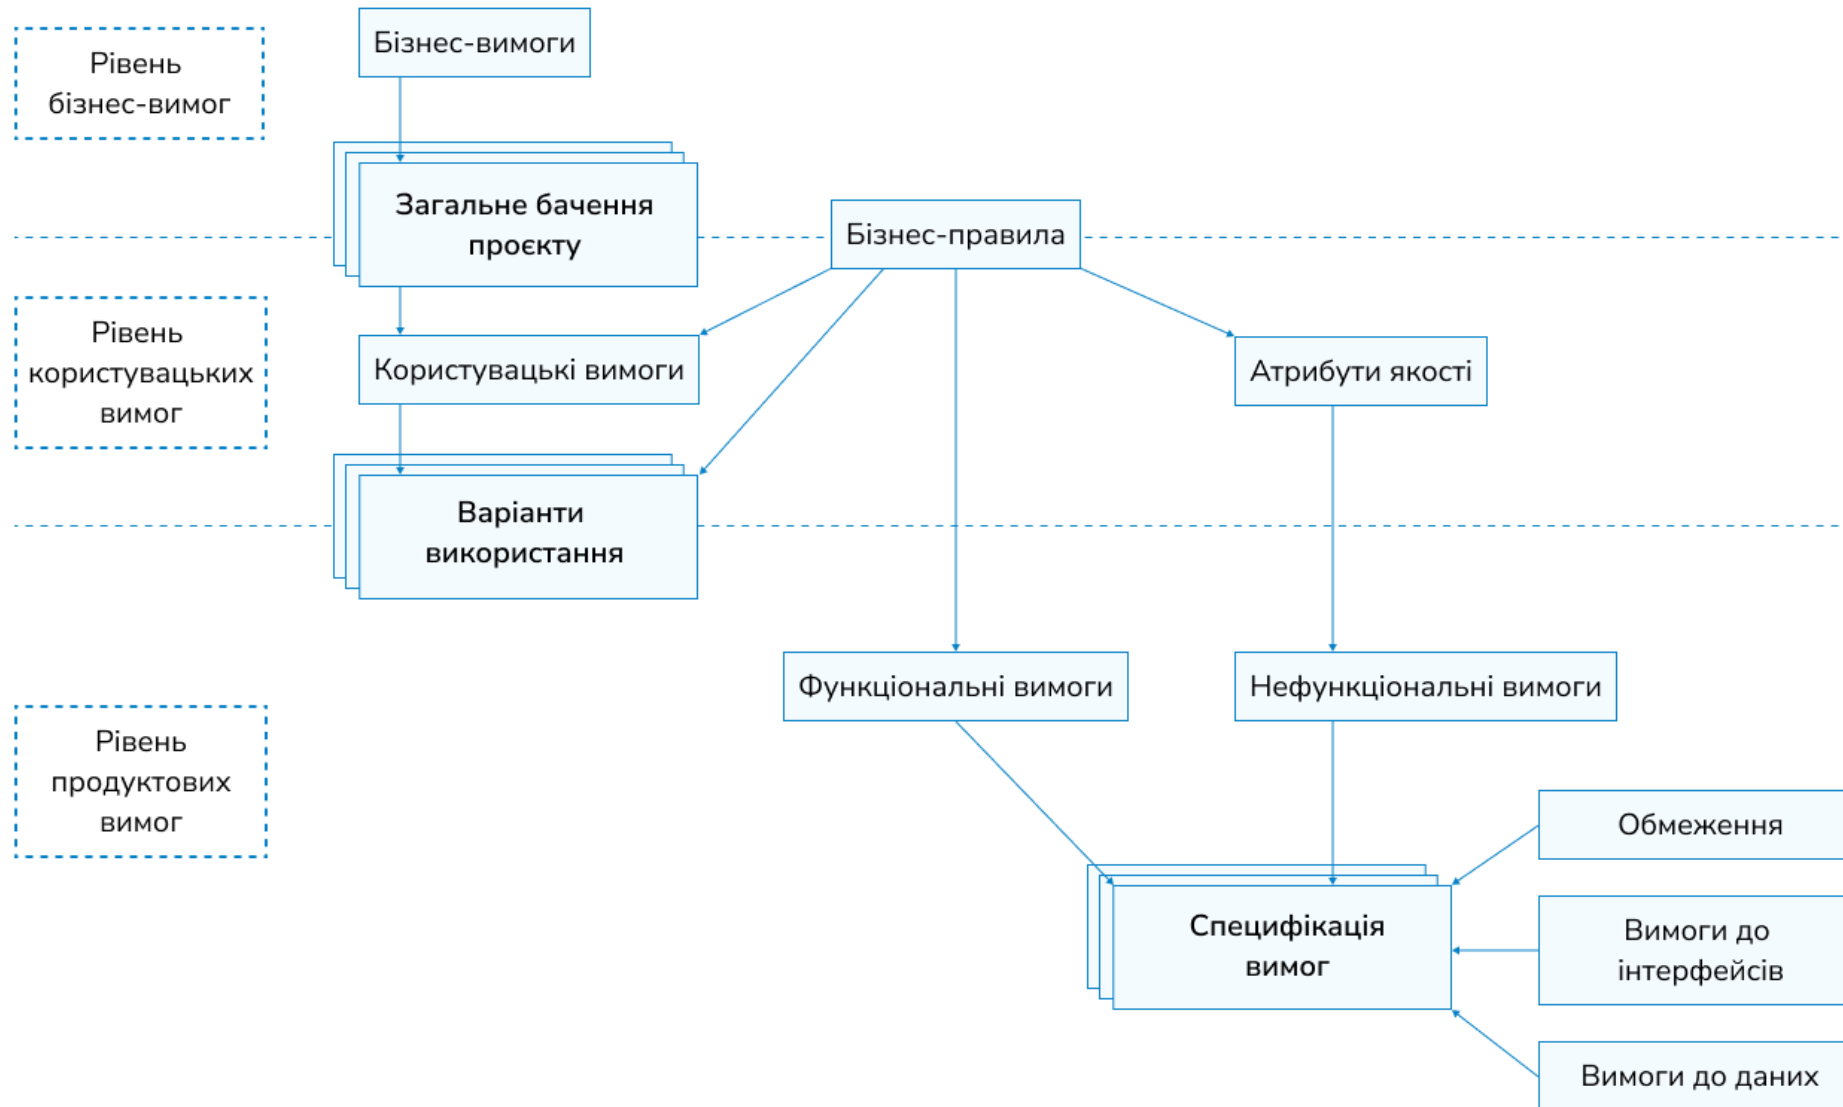 Бізнес-вимоги
Рівень
бізнес-вимог
Загальне бачення
проєкту
Бізнес-правила
Рівень
користувацьких
вимог
Користувацькі вимоги
Атрибути якості
Варіанти
використання
Функціональні вимоги
Нефункціональні вимоги
Рівень
продуктових
вимог
Обмеження
Специфікація
вимог
Вимоги до
інтерфейсів
Вимоги до даних